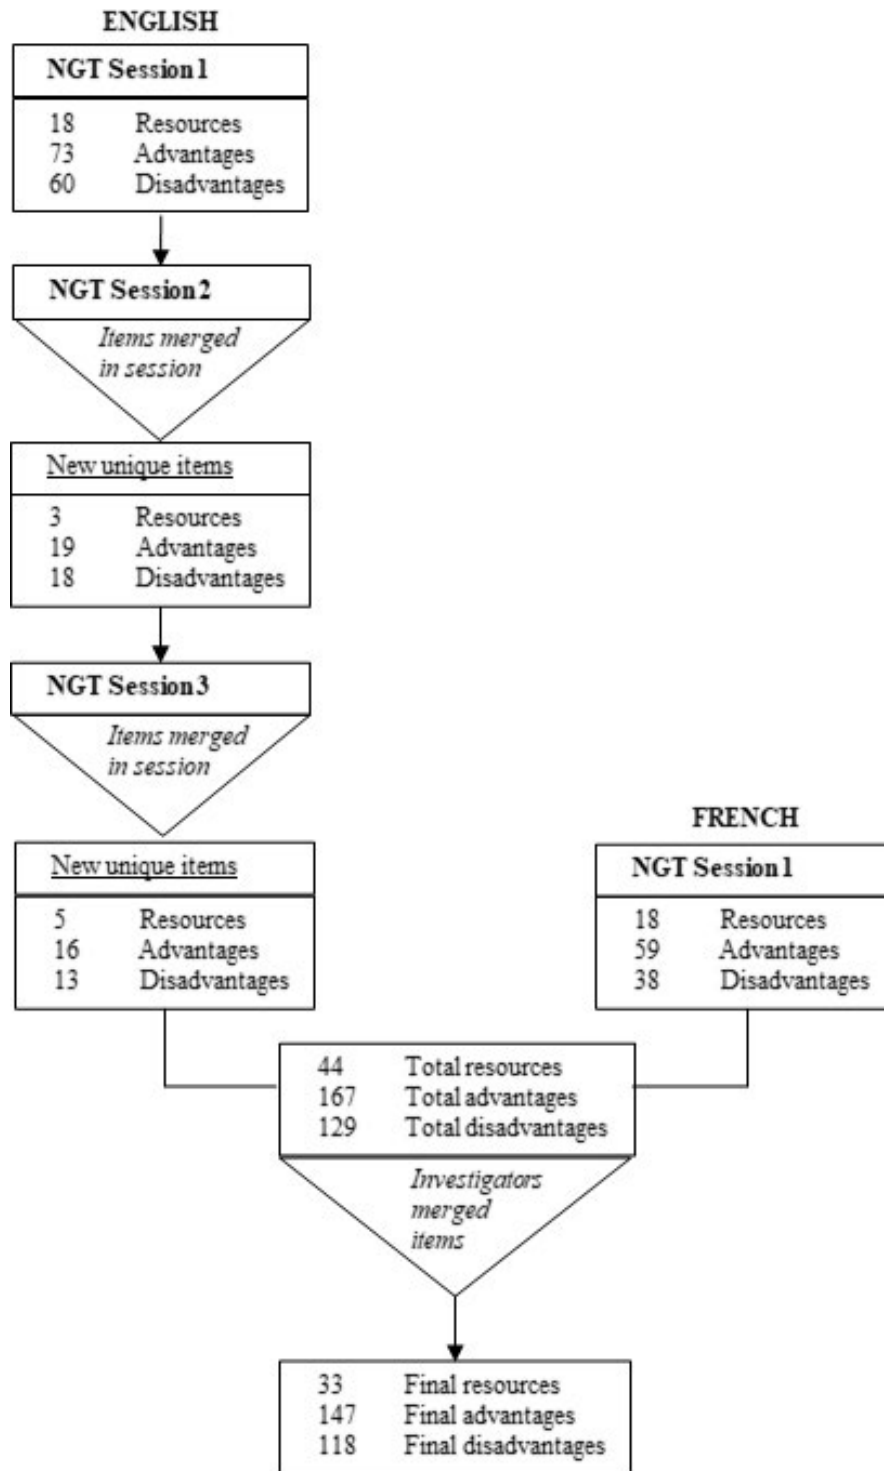 ENGLISH
NGT Session 1
18 Resources
73 Advantages
60 Disadvantages
NGT Session 2
Items merged
in session
New unique items
3 Resources
19 Advantages
18 Disadvantages
NGT Session 3
Items merged
in session
New unique items
5 Resources
16 Advantages
13 Disadvantages
FRENCH
NGT Session 1
18 Resources
59 Advantages
38 Disadvantages
44 Total resources
167 Total advantages
129 Total disadvantages
Investigators
merged
items
33 Final resources
147 Final advantages
118 Final disadvantages